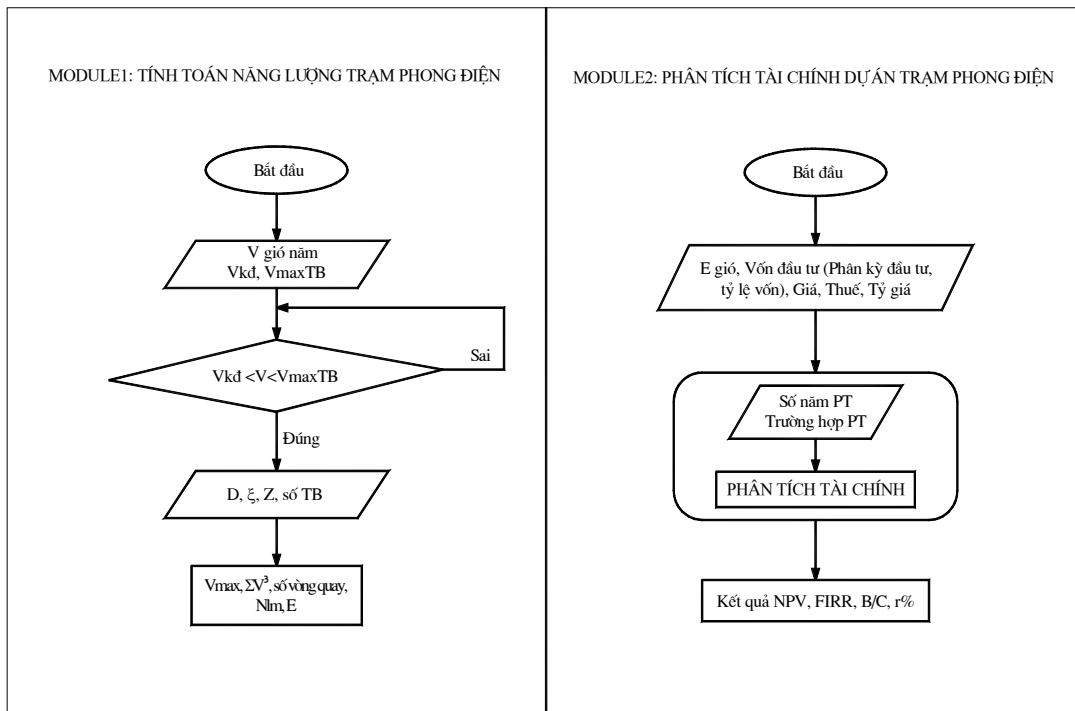 MODULE1: TÍNH TOÁN NĂNG LƯỢNG TRẠM PHONG ĐIỆN
Bắt đầu
V gió năm
Vkđ, VmaxTB
Sai
Vkđ <V<VmaxTB
Đúng
D, ξ, Z, số TB
Vmax, ΣV³, số vòng quay,
Nlm, E
MODULE2: PHÂN TÍCH TÀI CHÍNH DỰ ÁN TRẠM PHONG ĐIỆN
Bắt đầu
E gió, Vốn đầu tư (Phân kỳ đầu tư,
tỷ lệ vốn), Giá, Thuế, Tỷ giá
Số năm PT
Trường hợp PT
PHÂN TÍCH TÀI CHÍNH
Kết quả NPV, FIRR, B/C, r%